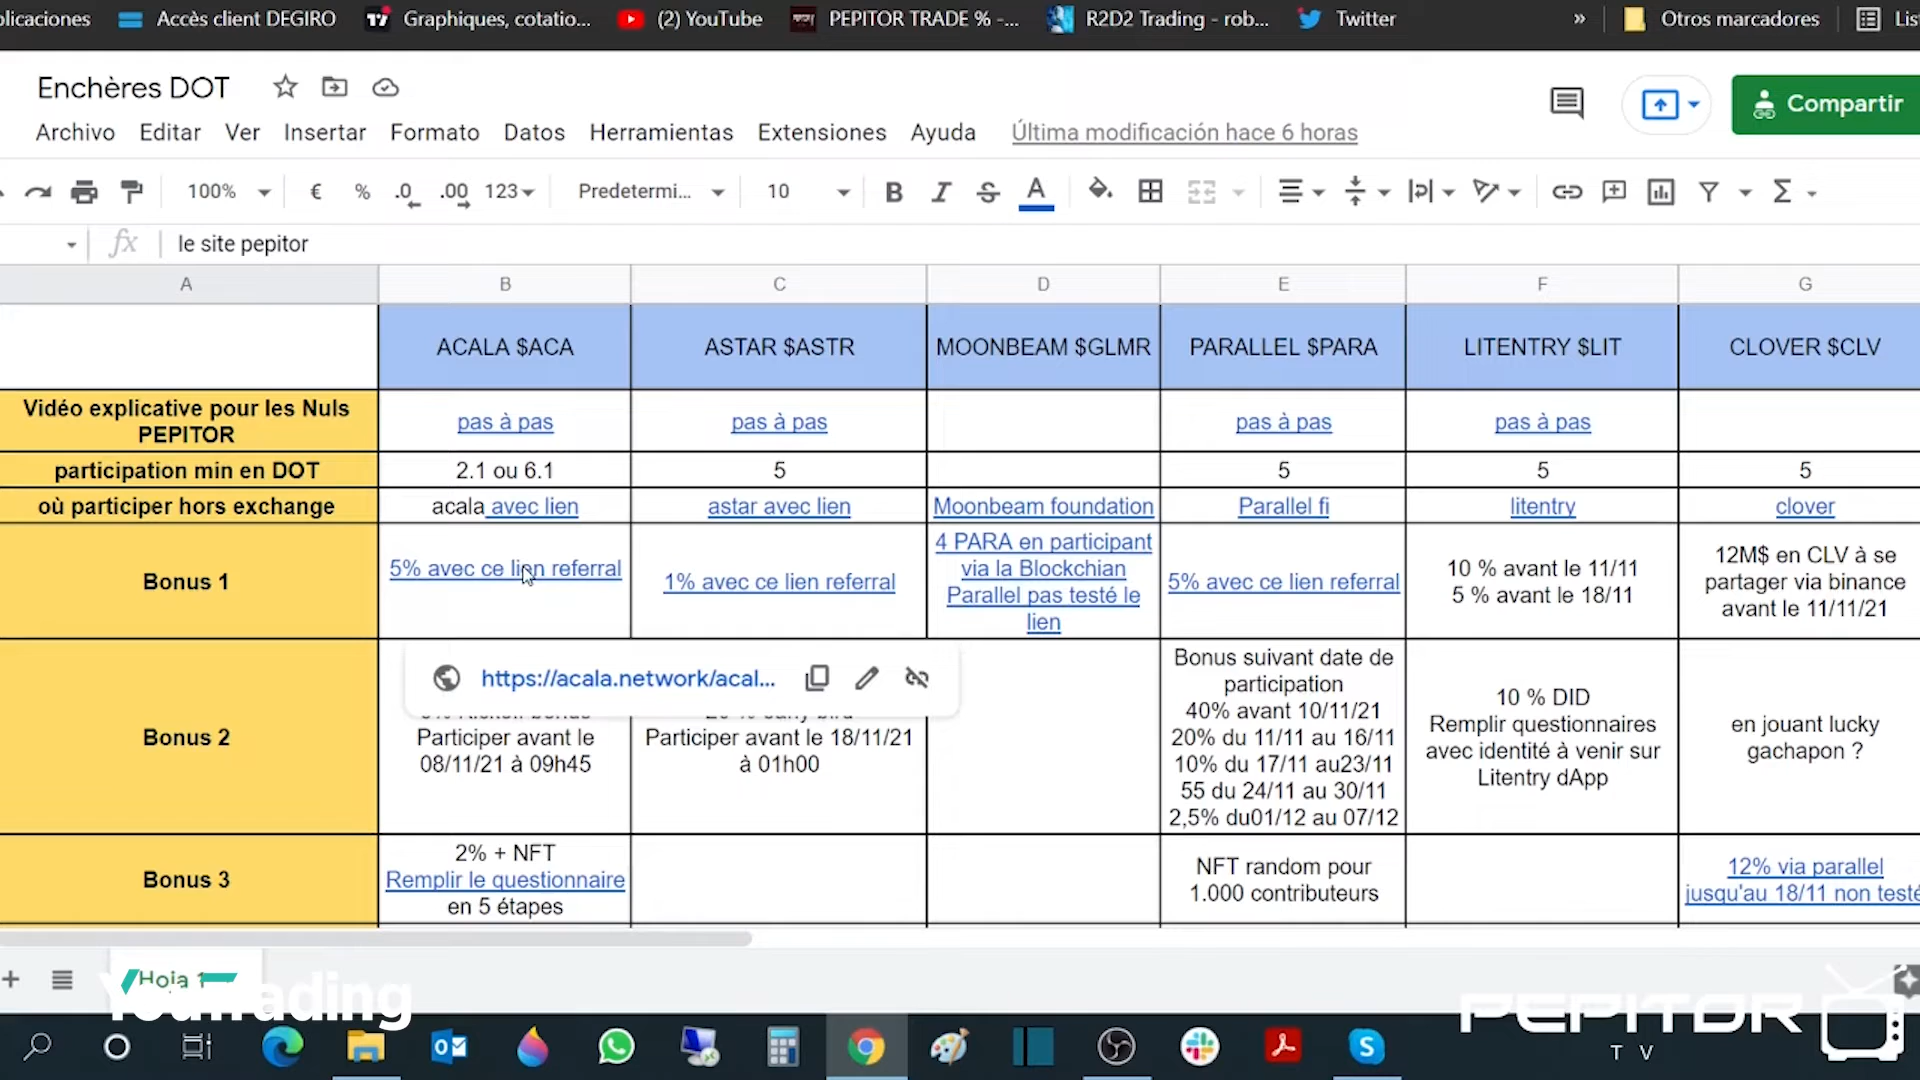 plicaciones
Accès client DEGIRO
Graphiques, cotatio...
(2) YouTube
PEPITOR TRADE % -...
R2D2 Trading - rob...
Twitter
»
Otros marcadores
Lis
Enchères DOT
Archivo Editar Ver Insertar Formato Datos Herramientas Extensiones Ayuda Última modificación hace 6 horas
Compartir
100% € % .0 .00 123 Predetermi... 10 B I S A Σ
fx le site pepitor
A B C D E F G
ACALA $ACA
ASTAR $ASTR
MOONBEAM $GLMR
PARALLEL $PARA
LITENTRY $LIT
CLOVER $CLV
Vidéo explicative pour les Nuls
PEPITOR
pas à pas
pas à pas
pas à pas
pas à pas
participation min en DOT
2.1 ou 6.1
5
5
5
5
où participer hors exchange
acala avec lien
astar avec lien
Moonbeam foundation
Parallel fi
litentry
clover
Bonus 1
5% avec ce lien referral
1% avec ce lien referral
4 PARA en participant
via la Blockchian
Parallel pas testé le
lien
5% avec ce lien referral
10 % avant le 11/11
5 % avant le 18/11
12M$ en CLV à se
partager via binance
avant le 11/11/21
https://acala.network/acal...
Bonus 2
Participer avant le
08/11/21 à 09h45
Participer avant le 18/11/21
à 01h00
Bonus suivant date de
participation
40% avant 10/11/21
20% du 11/11 au 16/11
10% du 17/11 au23/11
55 du 24/11 au 30/11
2,5% du01/12 au 07/12
10 % DID
Remplir questionnaires
avec identité à venir sur
Litentry dApp
en jouant lucky
gachapon ?
Bonus 3
2% + NFT
Remplir le questionnaire
en 5 étapes
NFT random pour
1.000 contributeurs
12% via parallel
jusqu'au 18/11 non testé
Hoja 1
YouTrading
PEPITOR
TV